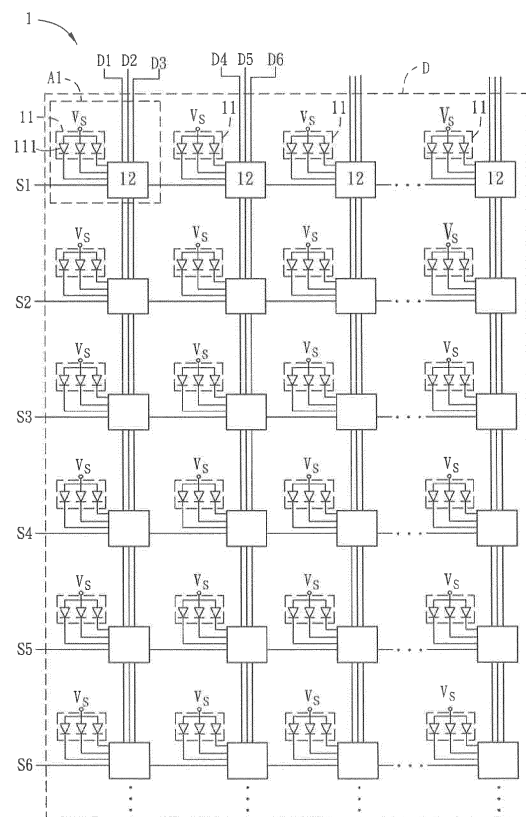 1
D1 D2 D3 D4 D5 D6
A1 D
11 VS VS 11 VS 11 VS 11
111
S1 12 12 12 12
VS VS VS VS
S2
VS VS VS VS
S3
VS VS VS VS
S4
VS VS VS VS
S5
VS VS VS VS
S6